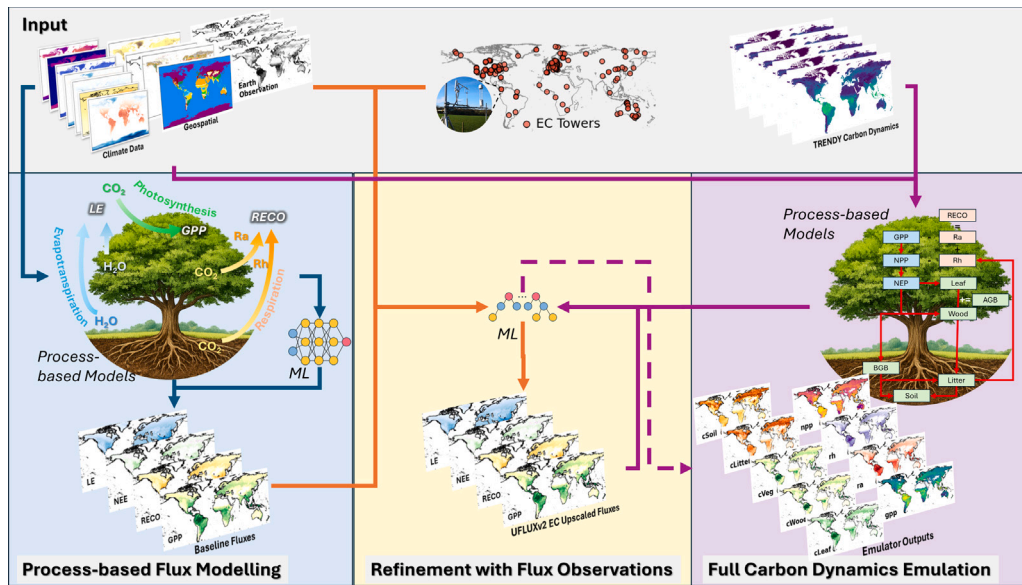 Input
Climate Data
Geospatial
Earth
Observation
EC Towers
TRENDY Carbon Dynamics
CO₂
Photosynthesis
LE
GPP
RECO
Ra
Rh
H₂O
CO₂
Evapotranspiration
Respiration
H₂O
CO₂
Process-
based Models
ML
LE
NEE
RECO
GPP
Baseline Fluxes
Process-based Flux Modelling
ML
LE
NEE
RECO
GPP
UFLUXv2 EC Upscaled Fluxes
Refinement with Flux Observations
Process-based
Models
RECO
=
GPP
Ra
NPP
Rh
NEP
Leaf
AGB
Wood
BGB
Litter
Soil
cSoil
npp
cLitter
rh
cVeg
ra
cWood
gpp
cLeaf
Emulator Outputs
Full Carbon Dynamics Emulation